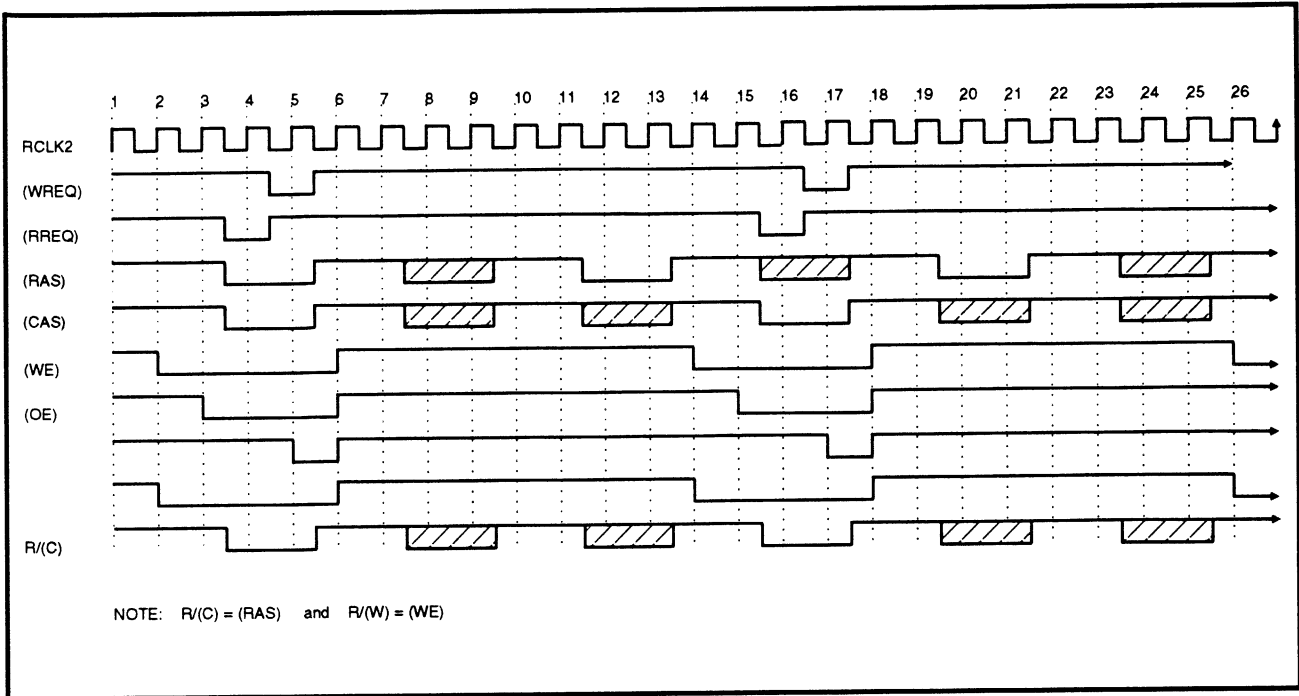 1 2 3 4 5 6 7 8 9 10 11 12 13 14 15 16 17 18 19 20 21 22 23 24 25 26
RCLK2
(WREQ)
(RREQ)
(RAS)
(CAS)
(WE)
(OE)
R/(C)
NOTE: R/(C) = (RAS) and R/(W) = (WE)